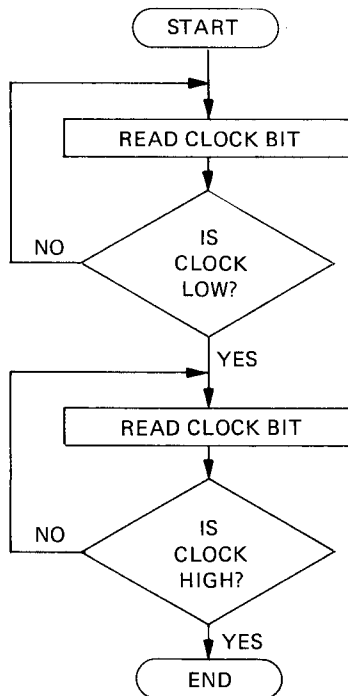 START
READ CLOCK BIT
IS
CLOCK
LOW?
NO
YES
READ CLOCK BIT
IS
CLOCK
HIGH?
NO
YES
END